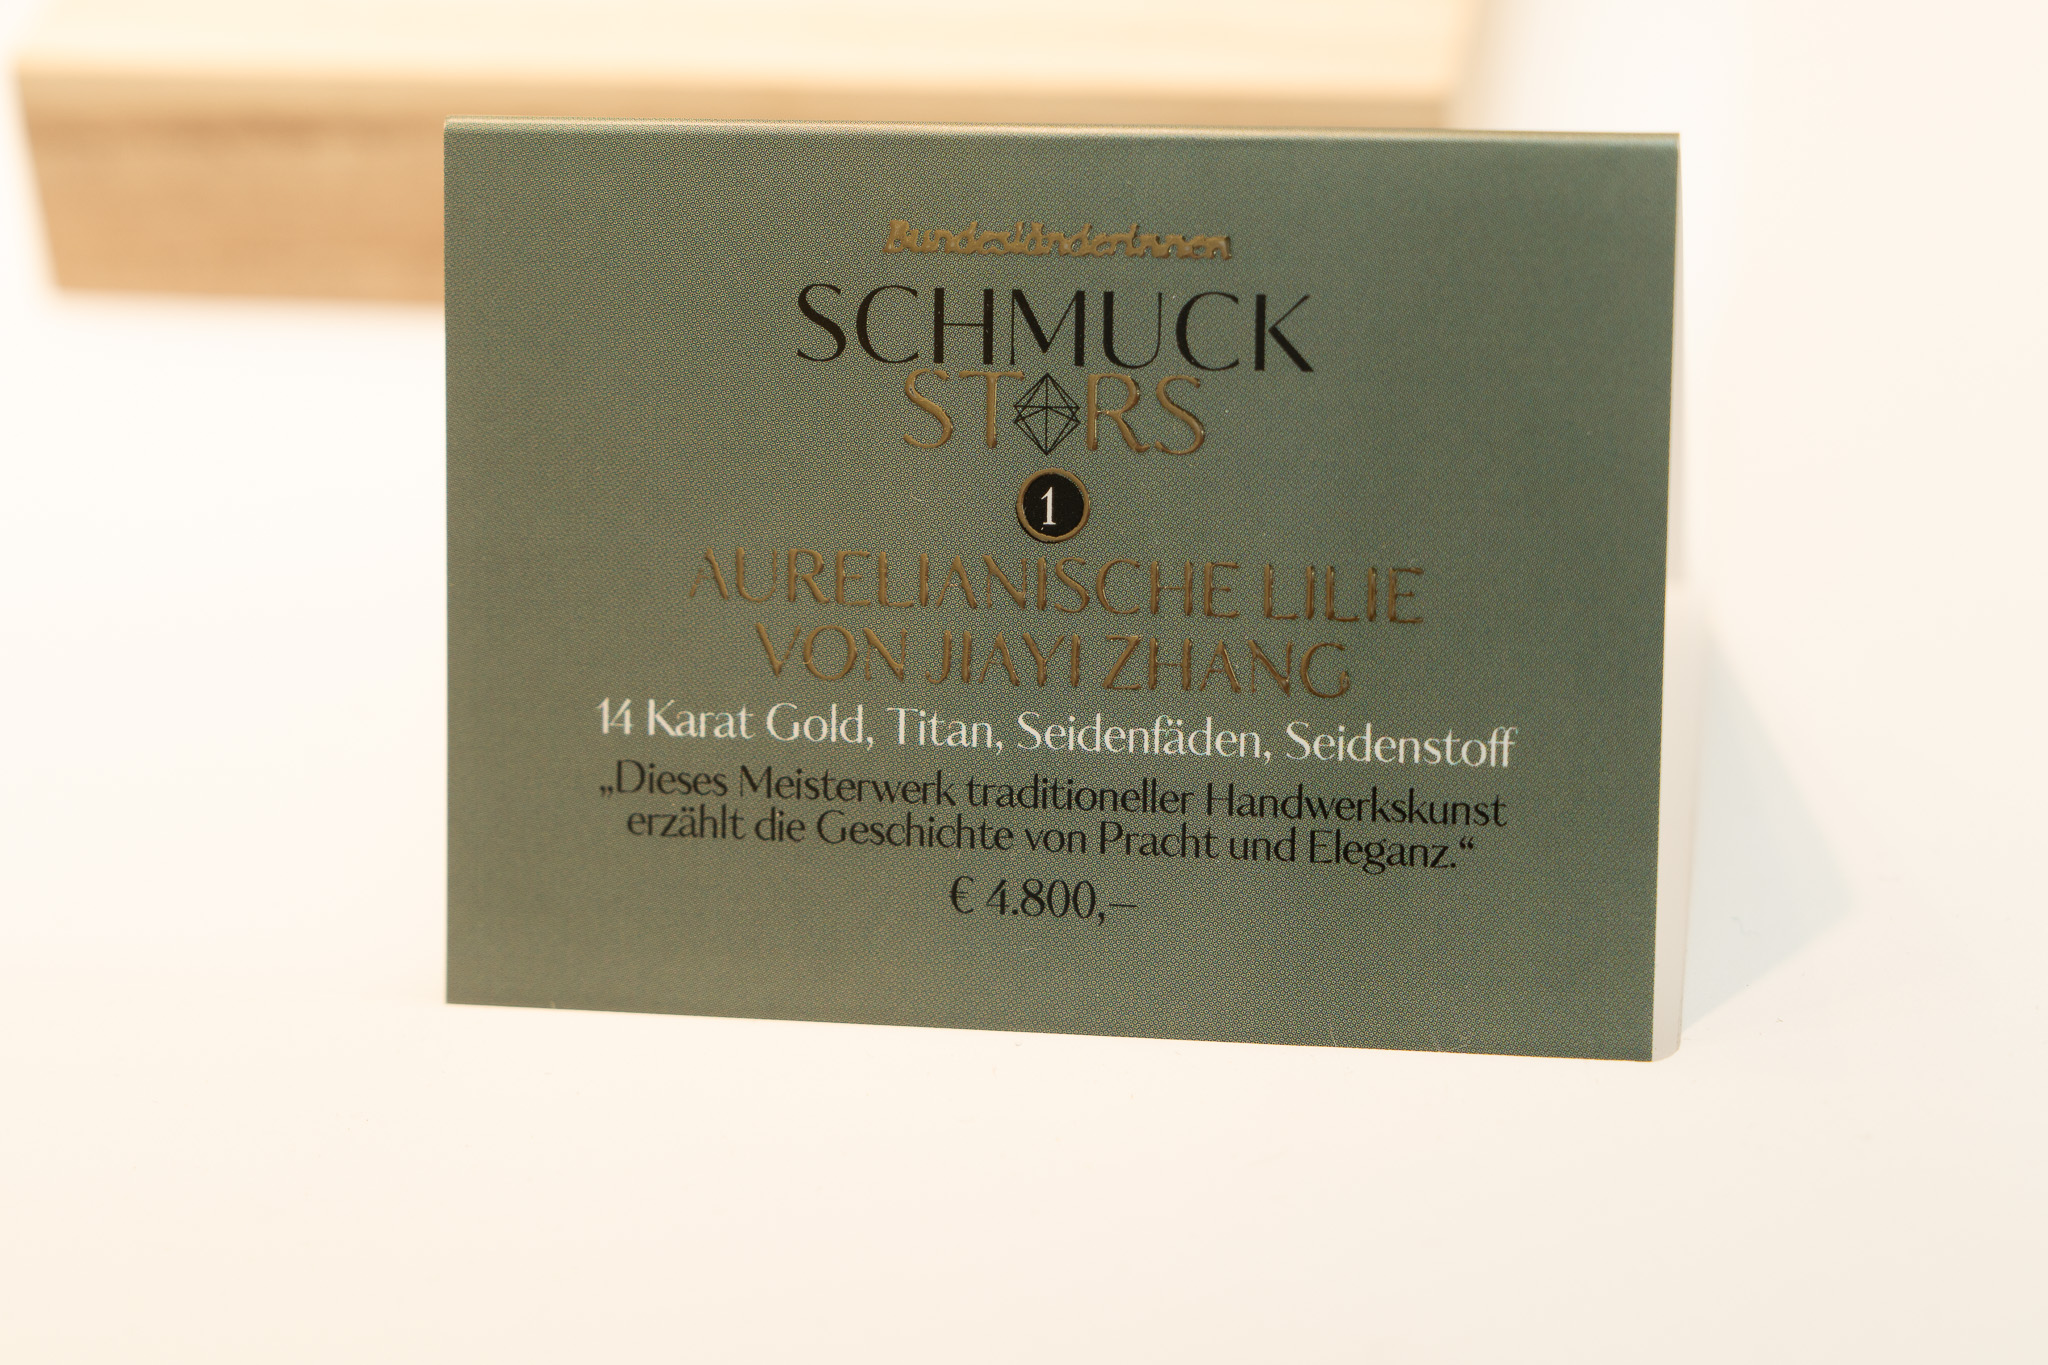 Bundesländerinnen
SCHMUCK
STARS
1
AURELIANISCHE LILIE
VON JIAYI ZHANG
14 Karat Gold, Titan, Seidenfäden, Seidenstoff
„Dieses Meisterwerk traditioneller Handwerkskunst
erzählt die Geschichte von Pracht und Eleganz.“
€ 4.800,–